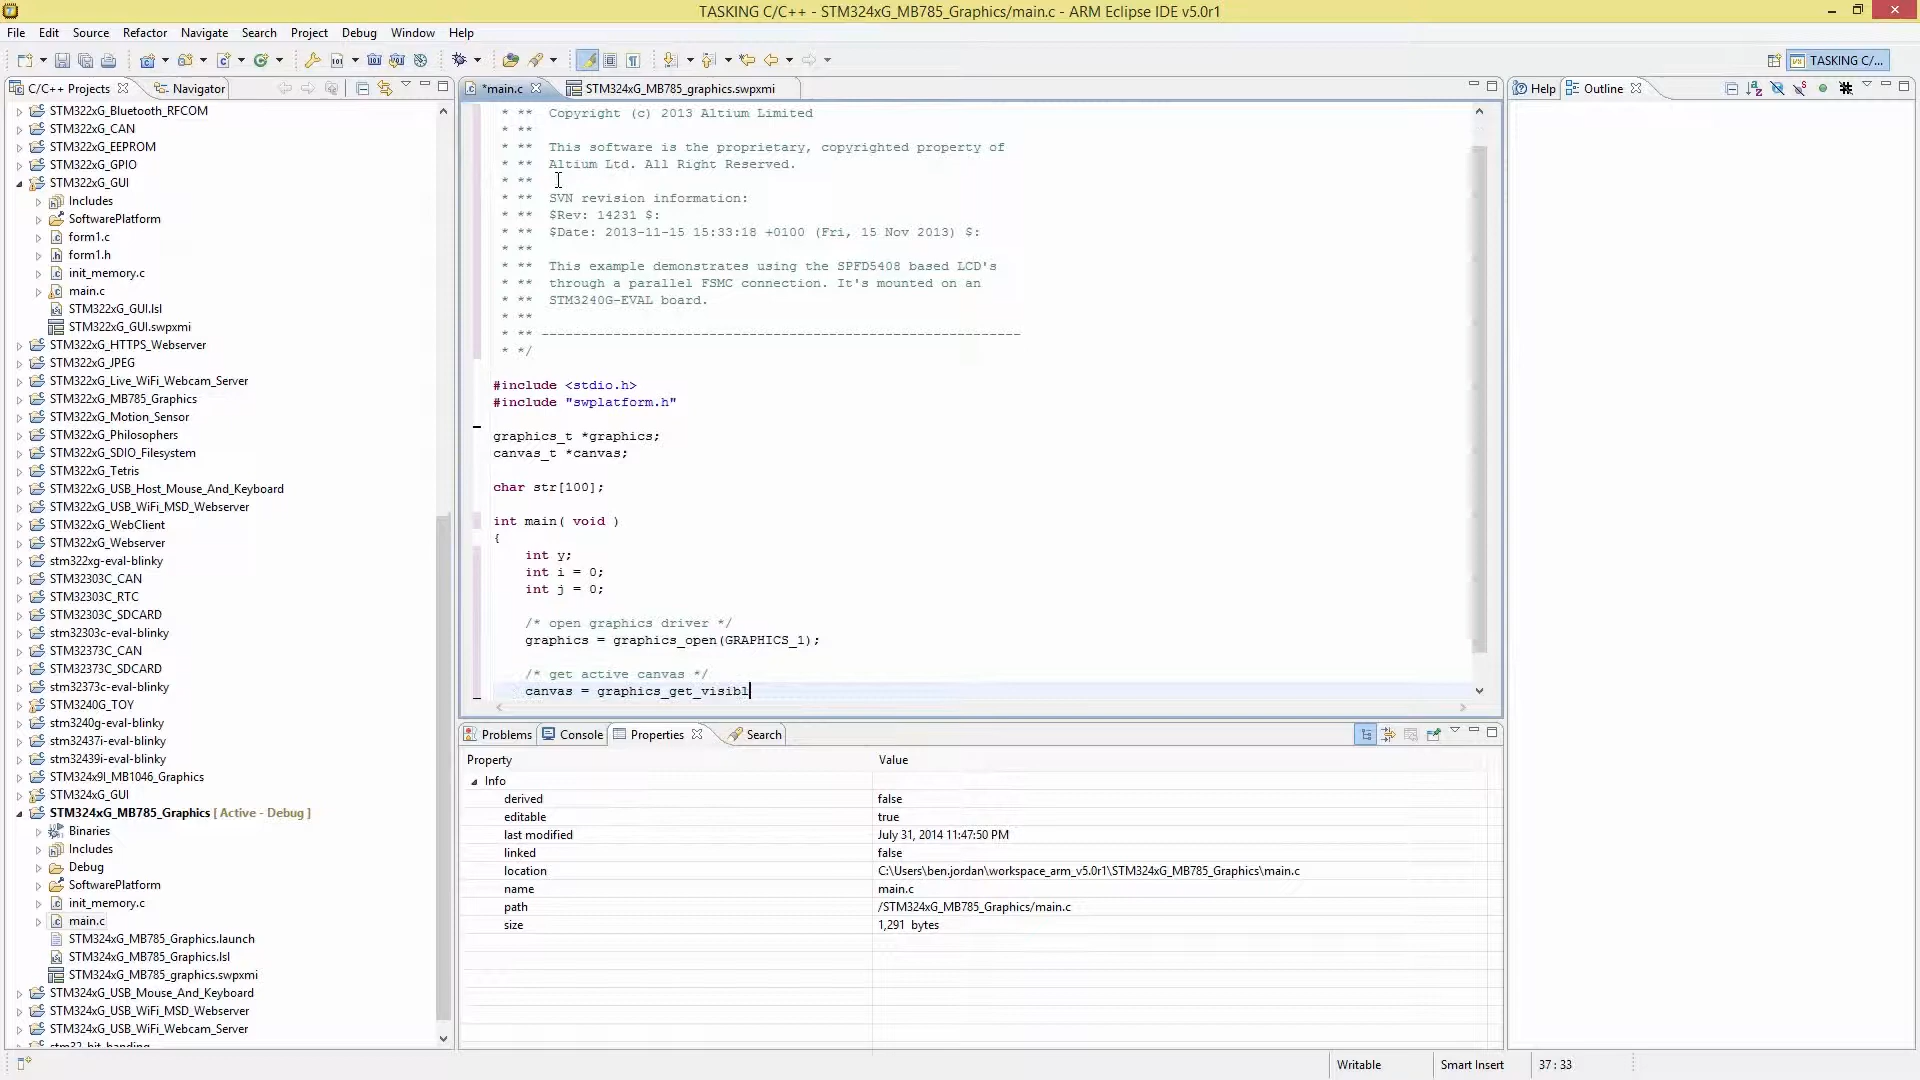 TASKING C/C++ - STM324xG_MB785_Graphics/main.c - ARM Eclipse IDE v5.0r1
File Edit Source Refactor Navigate Search Project Debug Window Help
TASKING C/...
C/C++ Projects
Navigator
STM322xG_Bluetooth_RFCOM
STM322xG_CAN
STM322xG_EEPROM
STM322xG_GPIO
STM322xG_GUI
Includes
SoftwarePlatform
form1.c
form1.h
init_memory.c
main.c
STM322xG_GUI.lsl
STM322xG_GUI.swpxmi
STM322xG_HTTPS_Webserver
STM322xG_JPEG
STM322xG_Live_WiFi_Webcam_Server
STM322xG_MB785_Graphics
STM322xG_Motion_Sensor
STM322xG_Philosophers
STM322xG_SDIO_Filesystem
STM322xG_Tetris
STM322xG_USB_Host_Mouse_And_Keyboard
STM322xG_USB_WiFi_MSD_Webserver
STM322xG_WebClient
STM322xG_Webserver
stm322xg-eval-blinky
STM32303C_CAN
STM32303C_RTC
STM32303C_SDCARD
stm32303c-eval-blinky
STM32373C_CAN
STM32373C_SDCARD
stm32373c-eval-blinky
STM3240G_TOY
stm3240g-eval-blinky
stm32437i-eval-blinky
stm32439i-eval-blinky
STM324x9I_MB1046_Graphics
STM324xG_GUI
STM324xG_MB785_Graphics [ Active - Debug ]
Binaries
Includes
Debug
SoftwarePlatform
init_memory.c
main.c
STM324xG_MB785_Graphics.launch
STM324xG_MB785_Graphics.lsl
STM324xG_MB785_graphics.swpxmi
STM324xG_USB_Mouse_And_Keyboard
STM324xG_USB_WiFi_MSD_Webserver
STM324xG_USB_WiFi_Webcam_Server
*main.c
STM324xG_MB785_graphics.swpxmi
* ** Copyright (c) 2013 Altium Limited
* **
* ** This software is the proprietary, copyrighted property of
* ** Altium Ltd. All Right Reserved.
* **
* ** SVN revision information:
* ** $Rev: 14231 $:
* ** $Date: 2013-11-15 15:33:18 +0100 (Fri, 15 Nov 2013) $:
* **
* ** This example demonstrates using the SPFD5408 based LCD's
* ** through a parallel FSMC connection. It's mounted on an
* ** STM3240G-EVAL board.
* **
* ** ------------------------------------------------------------
* */
#include <stdio.h>
#include "swplatform.h"
graphics_t *graphics;
canvas_t *canvas;
char str[100];
int main( void )
{
int y;
int i = 0;
int j = 0;
/* open graphics driver */
graphics = graphics_open(GRAPHICS_1);
/* get active canvas */
canvas = graphics_get_visibl
Problems
Console
Properties
Search
Property Value
Info
derived false
editable true
last modified July 31, 2014 11:47:50 PM
linked false
location C:\Users\ben.jordan\workspace_arm_v5.0r1\STM324xG_MB785_Graphics\main.c
name main.c
path /STM324xG_MB785_Graphics/main.c
size 1,291 bytes
Help
Outline
Writable
Smart Insert
37 : 33